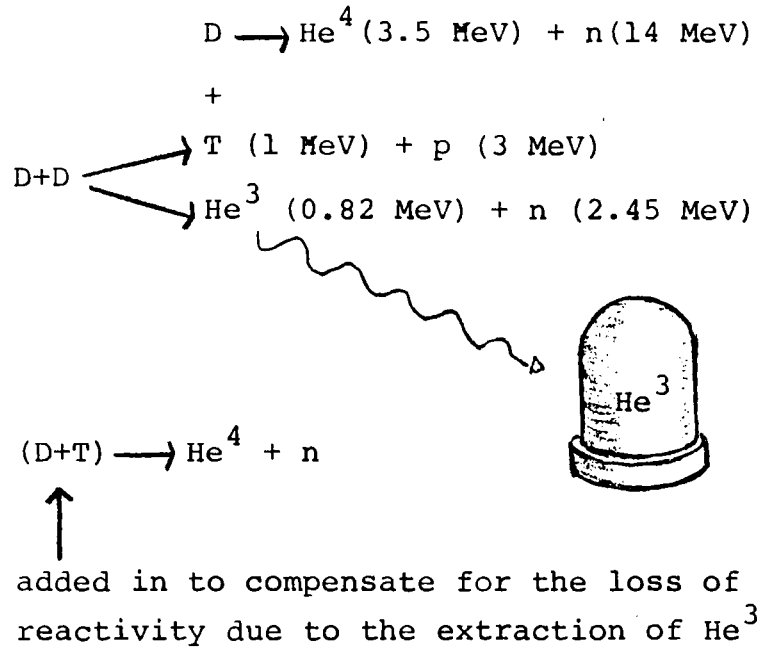 D → He⁴ (3.5 MeV) + n(14 MeV)
+
T (1 MeV) + p (3 MeV)
D+D
He³ (0.82 MeV) + n (2.45 MeV)
He³
(D+T) → He⁴ + n
added in to compensate for the loss of
reactivity due to the extraction of He³